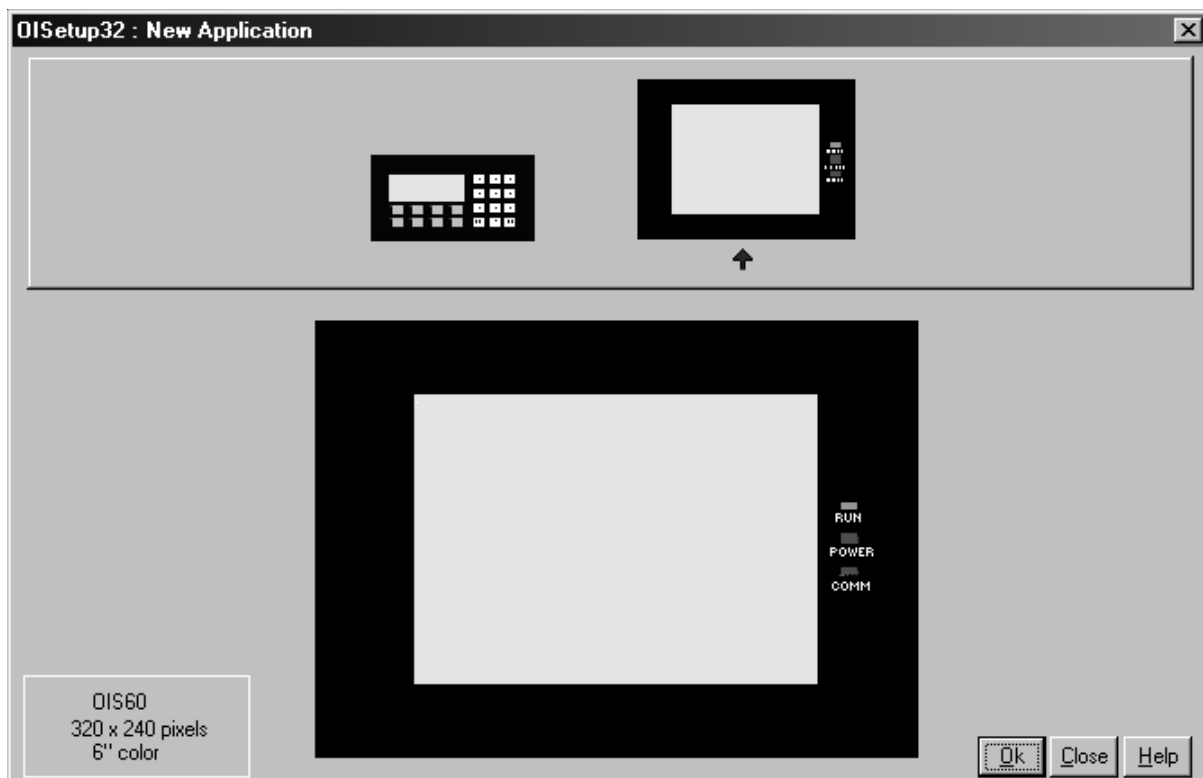 OISetup32 : New Application
RUN
POWER
COMM
OIS60
320 x 240 pixels
6" color
Ok
Close
Help